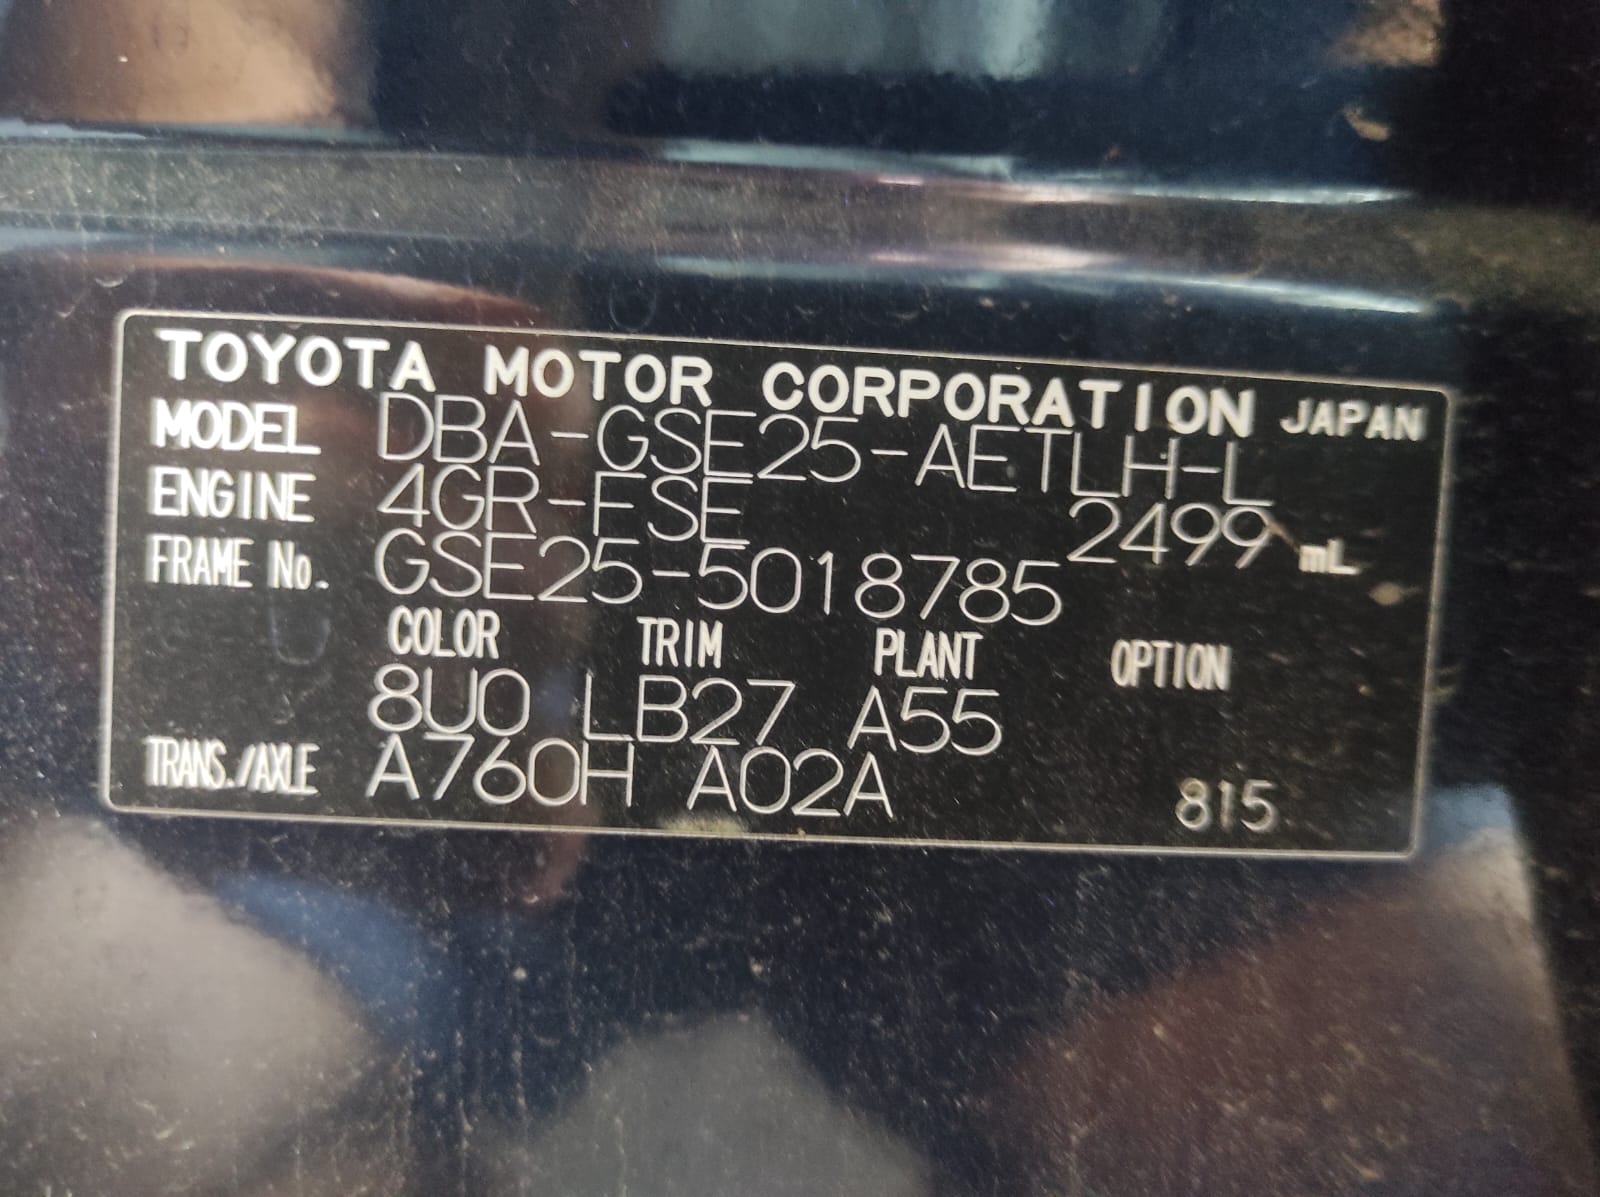 TOYOTA MOTOR CORPORATION JAPAN
MODEL DBA-GSE25-AETLH-L
ENGINE 4GR-FSE 2499 mL
FRAME No. GSE25-5018785
COLOR TRIM PLANT OPTION
8U0 LB27 A55
TRANS./AXLE A760H A02A 815